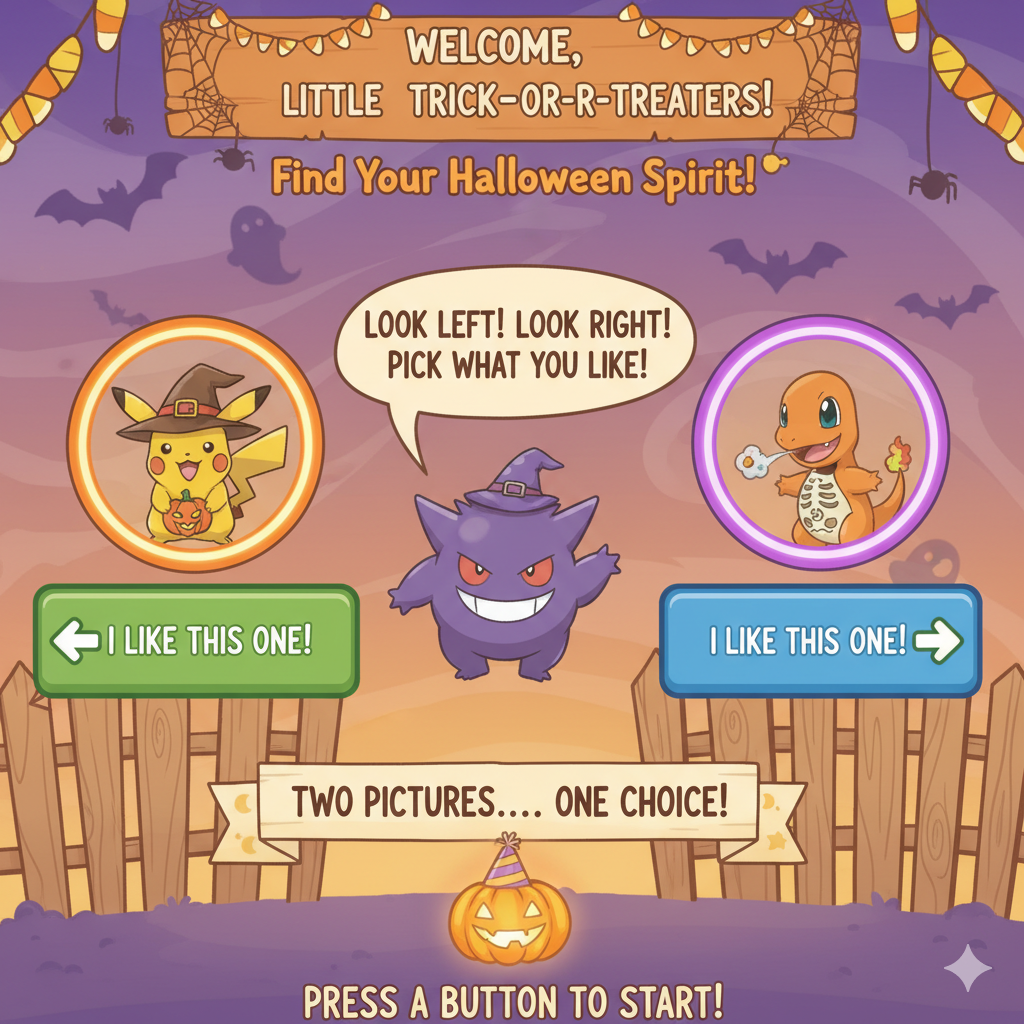 WELCOME,
LITTLE TRICK-OR-R-TREATERS!
Find Your Halloween Spirit!
LOOK LEFT! LOOK RIGHT!
PICK WHAT YOU LIKE!
I LIKE THIS ONE!
I LIKE THIS ONE!
TWO PICTURES.... ONE CHOICE!
PRESS A BUTTON TO START!